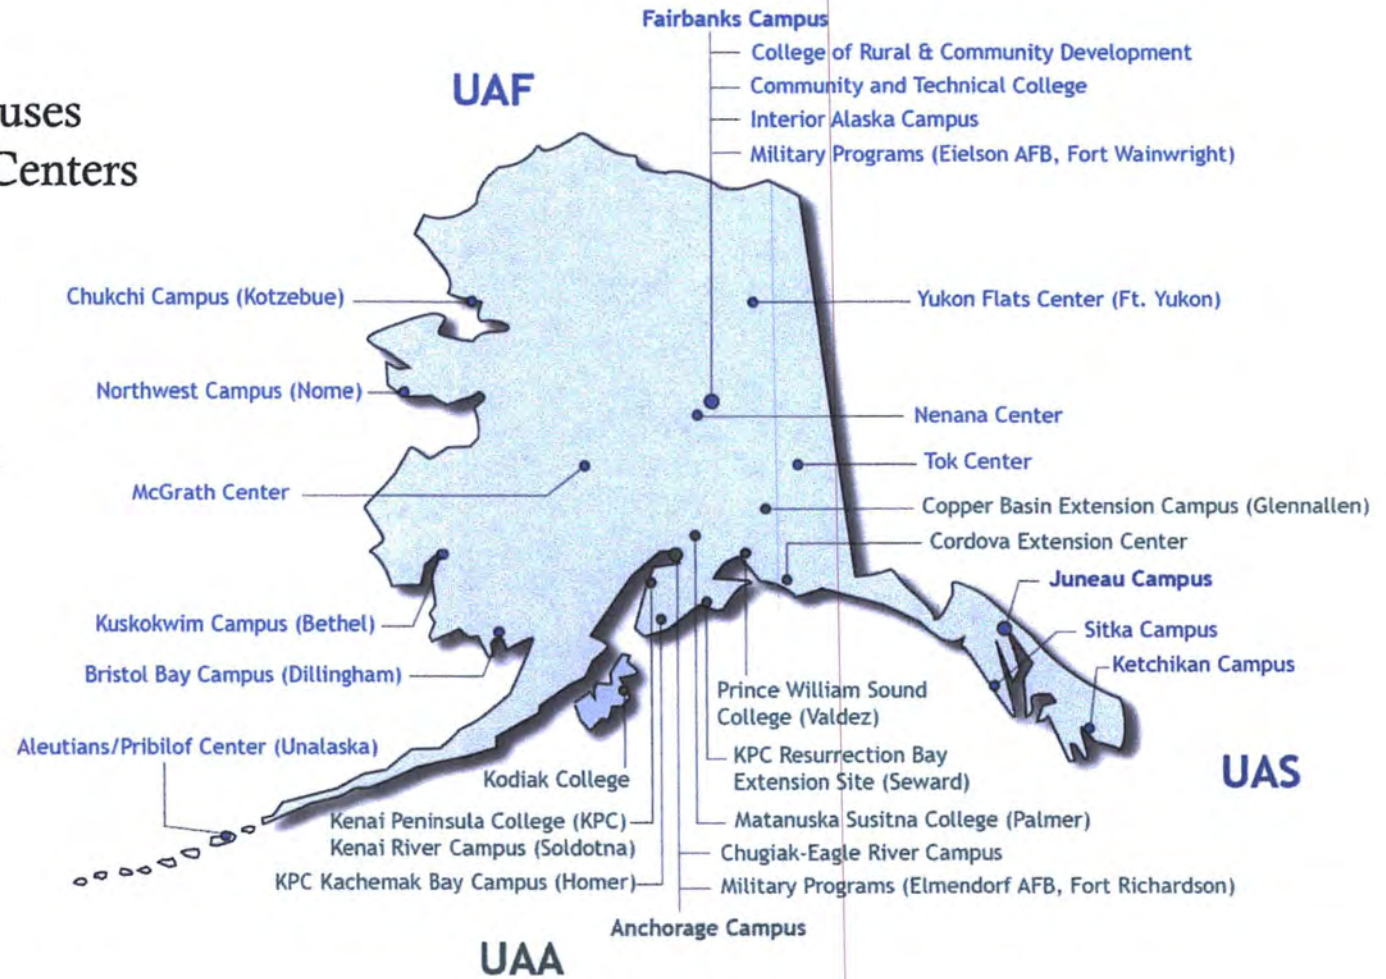 uses
Centers
UAF
Fairbanks Campus
College of Rural & Community Development
Community and Technical College
Interior Alaska Campus
Military Programs (Eielson AFB, Fort Wainwright)
Chukchi Campus (Kotzebue)
Yukon Flats Center (Ft. Yukon)
Northwest Campus (Nome)
Nenana Center
Tok Center
McGrath Center
Copper Basin Extension Campus (Glennallen)
Cordova Extension Center
Juneau Campus
Kuskokwim Campus (Bethel)
Sitka Campus
Bristol Bay Campus (Dillingham)
Ketchikan Campus
Prince William Sound
College (Valdez)
Aleutians/Pribilof Center (Unalaska)
KPC Resurrection Bay
Extension Site (Seward)
UAS
Kodiak College
Kenai Peninsula College (KPC)
Kenai River Campus (Soldotna)
Matanuska Susitna College (Palmer)
Chugiak-Eagle River Campus
KPC Kachemak Bay Campus (Homer)
Military Programs (Elmendorf AFB, Fort Richardson)
Anchorage Campus
UAA